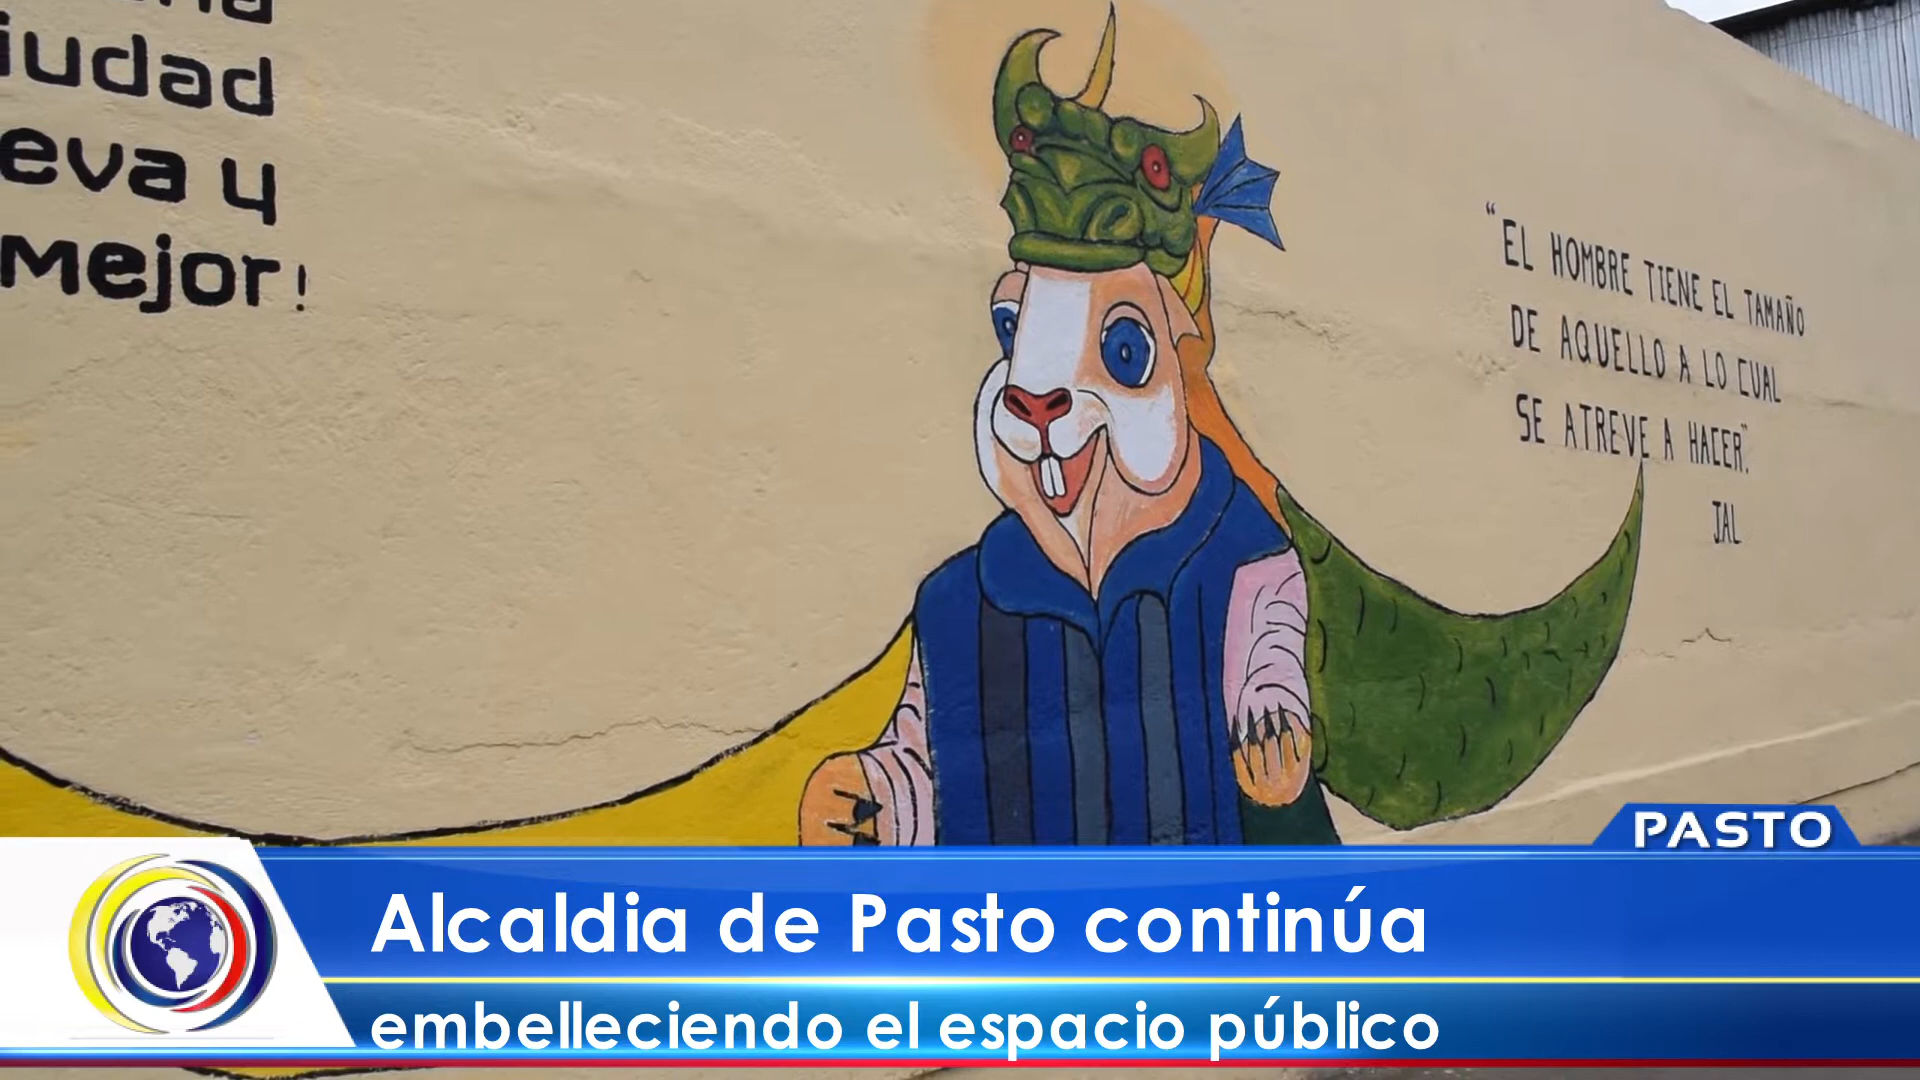 iudad
eva y
mejor!
"EL HOMBRE TIENE EL TAMAÑO
DE AQUELLO A LO CUAL
SE ATREVE A HACER".
JAL
PASTO
Alcaldia de Pasto continúa
embelleciendo el espacio público